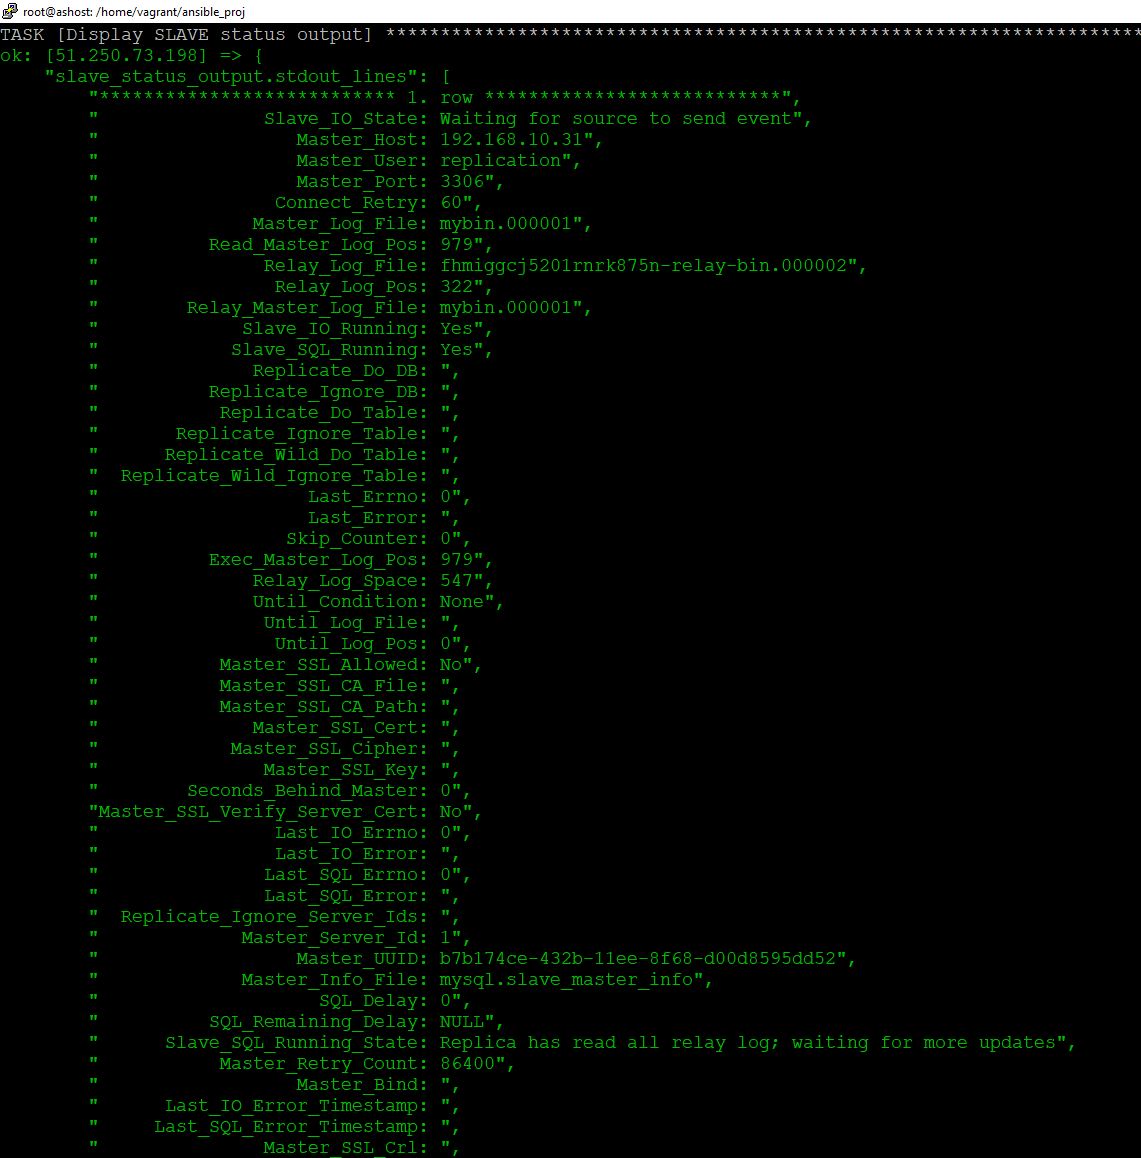 root@ashost: /home/vagrant/ansible_proj
TASK [Display SLAVE status output] *********************************************************************
ok: [51.250.73.198] => {
    "slave_status_output.stdout_lines": [
        "*************************** 1. row ***************************",
        "               Slave_IO_State: Waiting for source to send event",
        "                  Master_Host: 192.168.10.31",
        "                  Master_User: replication",
        "                  Master_Port: 3306",
        "                Connect_Retry: 60",
        "              Master_Log_File: mybin.000001",
        "          Read_Master_Log_Pos: 979",
        "               Relay_Log_File: fhmiggcj5201rnrk875n-relay-bin.000002",
        "                Relay_Log_Pos: 322",
        "        Relay_Master_Log_File: mybin.000001",
        "             Slave_IO_Running: Yes",
        "            Slave_SQL_Running: Yes",
        "              Replicate_Do_DB: ",
        "          Replicate_Ignore_DB: ",
        "           Replicate_Do_Table: ",
        "       Replicate_Ignore_Table: ",
        "      Replicate_Wild_Do_Table: ",
        "  Replicate_Wild_Ignore_Table: ",
        "                   Last_Errno: 0",
        "                   Last_Error: ",
        "                 Skip_Counter: 0",
        "          Exec_Master_Log_Pos: 979",
        "              Relay_Log_Space: 547",
        "              Until_Condition: None",
        "               Until_Log_File: ",
        "                Until_Log_Pos: 0",
        "           Master_SSL_Allowed: No",
        "           Master_SSL_CA_File: ",
        "           Master_SSL_CA_Path: ",
        "              Master_SSL_Cert: ",
        "            Master_SSL_Cipher: ",
        "               Master_SSL_Key: ",
        "        Seconds_Behind_Master: 0",
        "Master_SSL_Verify_Server_Cert: No",
        "                Last_IO_Errno: 0",
        "                Last_IO_Error: ",
        "               Last_SQL_Errno: 0",
        "               Last_SQL_Error: ",
        "  Replicate_Ignore_Server_Ids: ",
        "             Master_Server_Id: 1",
        "                  Master_UUID: b7b174ce-432b-11ee-8f68-d00d8595dd52",
        "             Master_Info_File: mysql.slave_master_info",
        "                    SQL_Delay: 0",
        "          SQL_Remaining_Delay: NULL",
        "      Slave_SQL_Running_State: Replica has read all relay log; waiting for more updates",
        "           Master_Retry_Count: 86400",
        "                  Master_Bind: ",
        "      Last_IO_Error_Timestamp: ",
        "     Last_SQL_Error_Timestamp: ",
        "               Master_SSL_Crl: ",